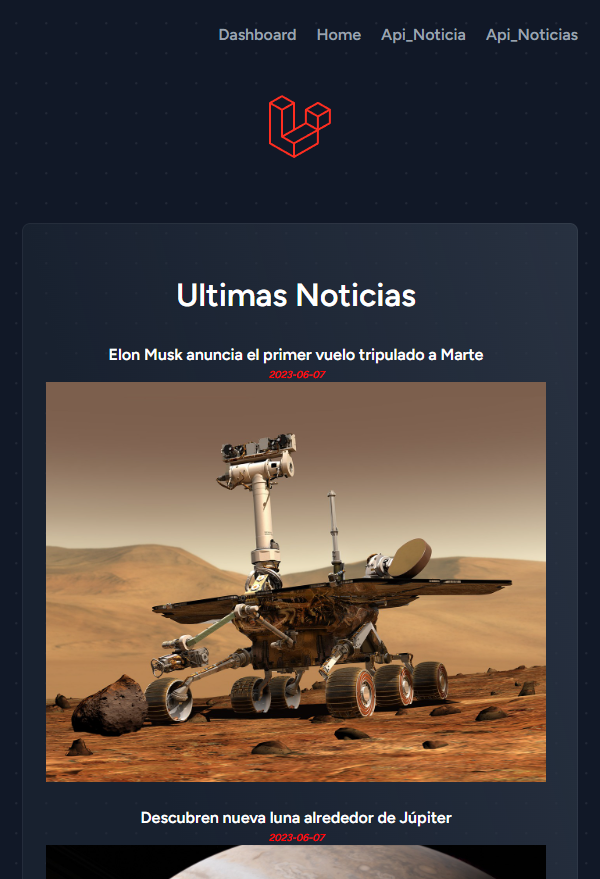 Dashboard Home Api_Noticia Api_Noticias
Ultimas Noticias
Elon Musk anuncia el primer vuelo tripulado a Marte
2023-06-07
Descubren nueva luna alrededor de Júpiter
2023-06-07